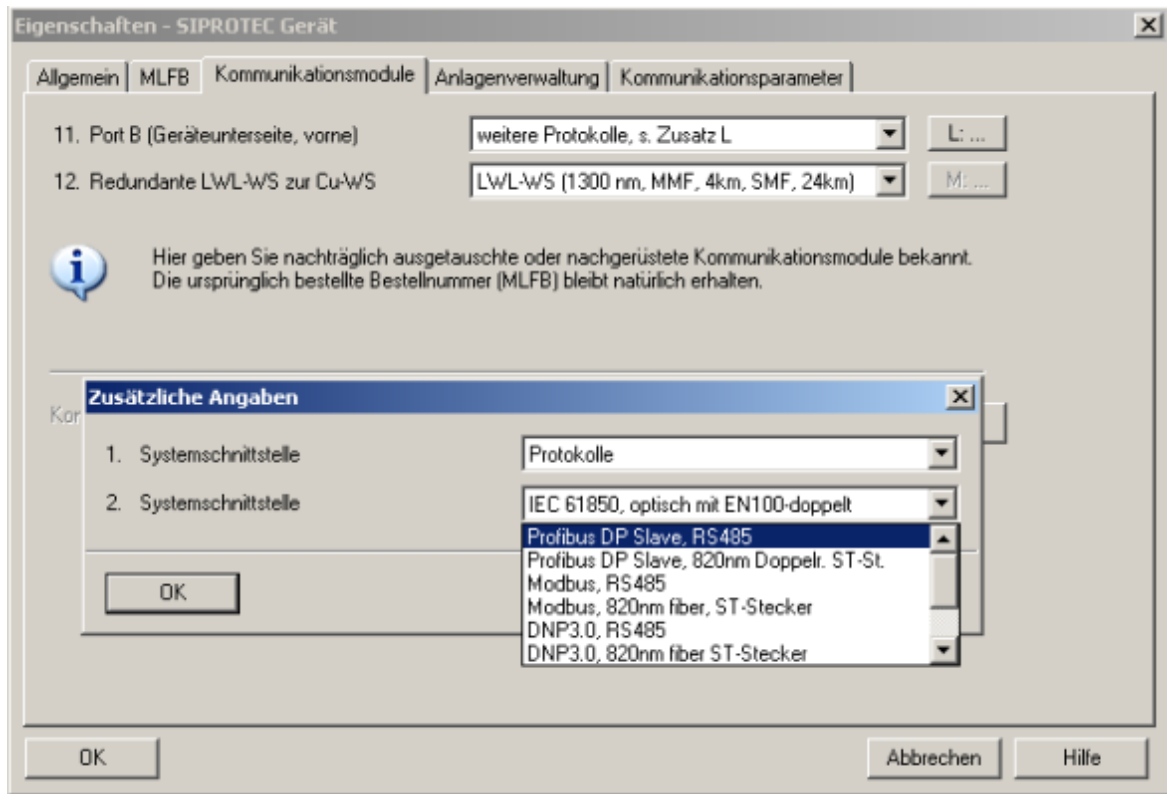 Eigenschaften - SIPROTEC Gerät
Allgemein MLFB Kommunikationsmodule Anlagenverwaltung Kommunikationsparameter
11. Port B (Geräteunterseite, vorne) weitere Protokolle, s. Zusatz L L: ...
12. Redundante LWL-WS zur Cu-WS LWL-WS (1300 nm, MMF, 4km, SMF, 24km) M: ...
Hier geben Sie nachträglich ausgetauschte oder nachgerüstete Kommunikationsmodule bekannt.
Die ursprünglich bestellte Bestellnummer (MLFB) bleibt natürlich erhalten.
Kor
Zusätzliche Angaben
1. Systemschnittstelle Protokolle
2. Systemschnittstelle IEC 61850, optisch mit EN100-doppelt
Profibus DP Slave, RS485
Profibus DP Slave, 820nm Doppelr. ST-St.
Modbus, RS485
Modbus, 820nm fiber, ST-Stecker
DNP3.0, RS485
DNP3.0, 820nm fiber ST-Stecker
OK
OK Abbrechen Hilfe